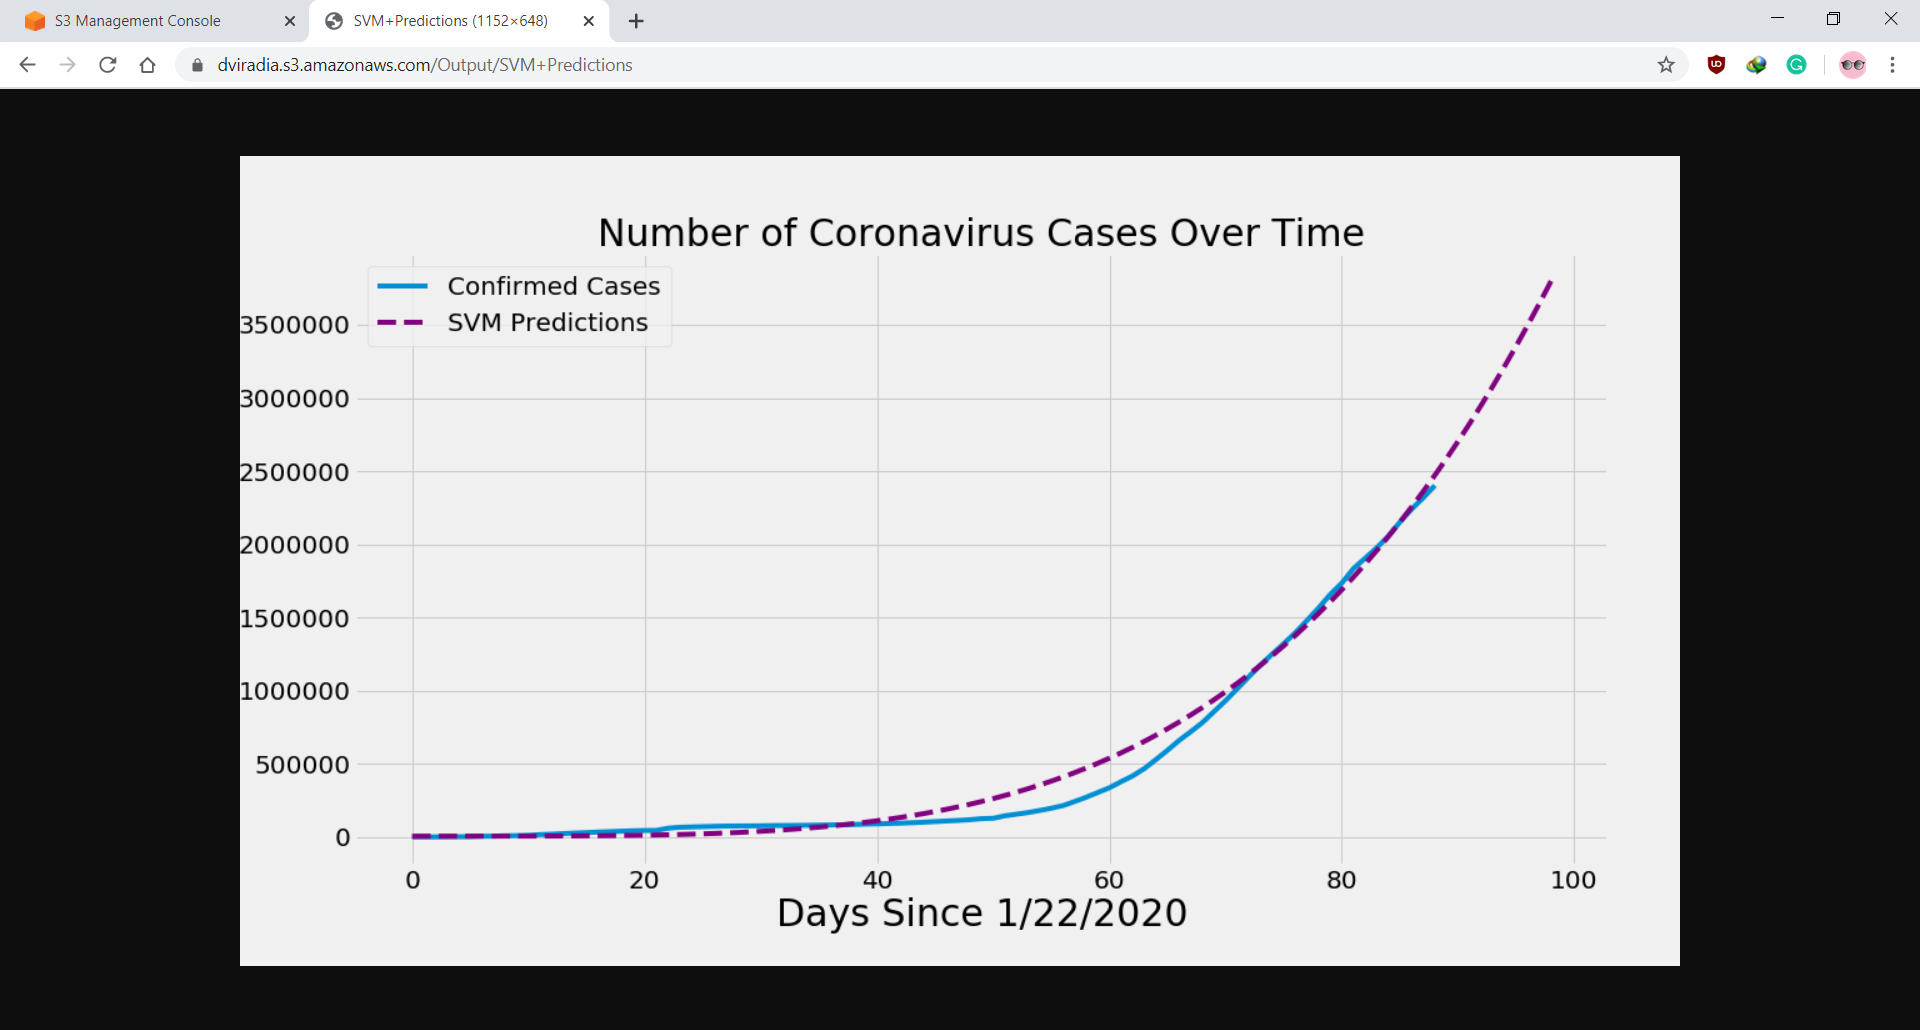 S3 Management Console
SVM+Predictions (1152×648)
dviradia.s3.amazonaws.com/Output/SVM+Predictions
Number of Coronavirus Cases Over Time
Confirmed Cases
SVM Predictions
3500000
3000000
2500000
2000000
1500000
1000000
500000
0
0 20 40 60 80 100
Days Since 1/22/2020